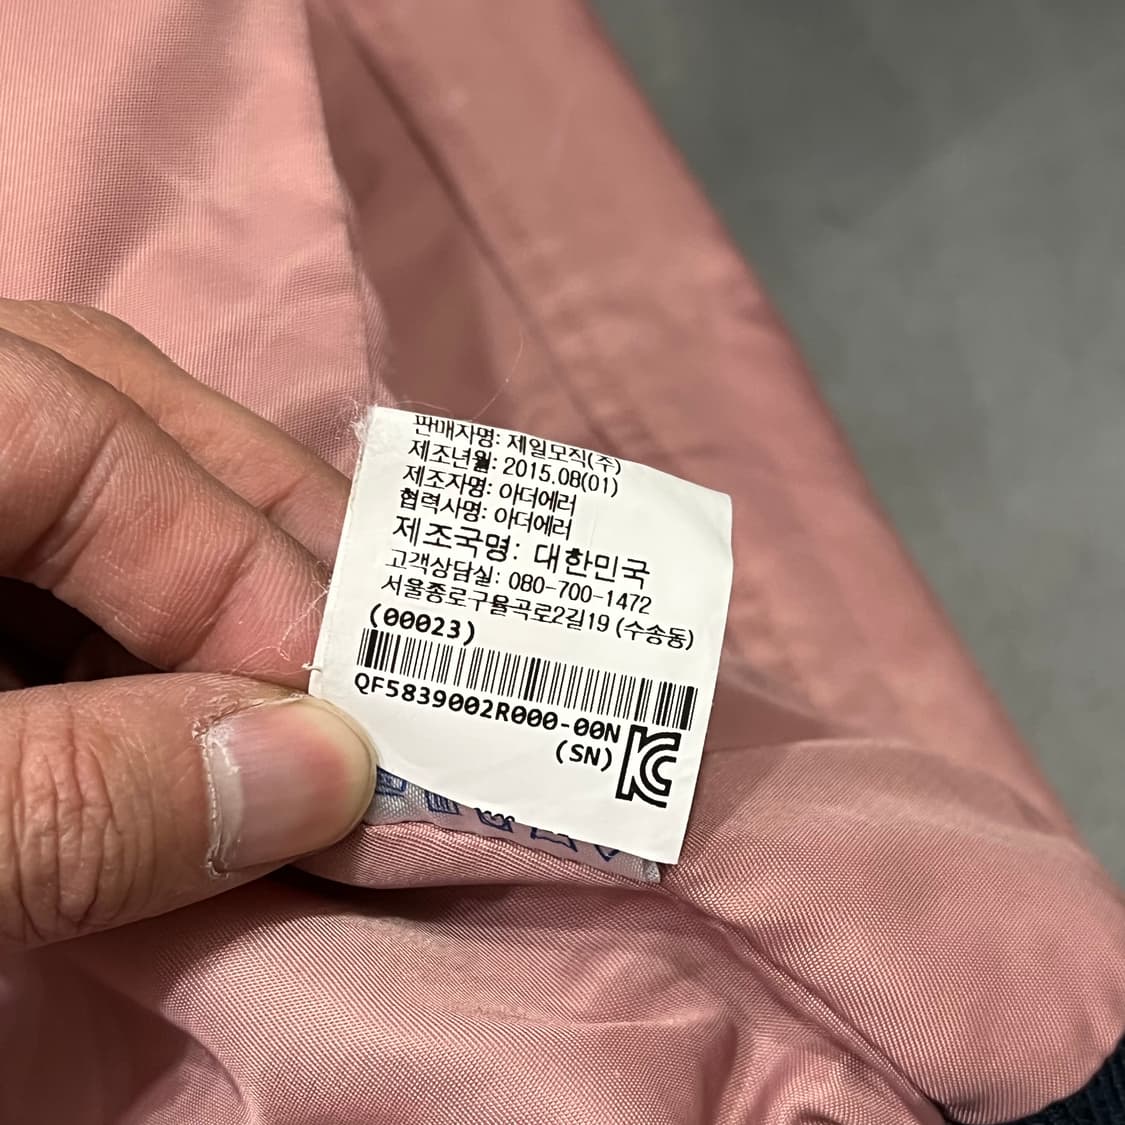 판매자명: 제일모직(주)
제조년월: 2015.08(01)
제조자명: 아더에러
협력사명: 아더에러
제조국명: 대한민국
고객상담실: 080-700-1472
서울종로구율곡로2길19 (수송동)
(00023)
QF5839002R000-00N
(SN)